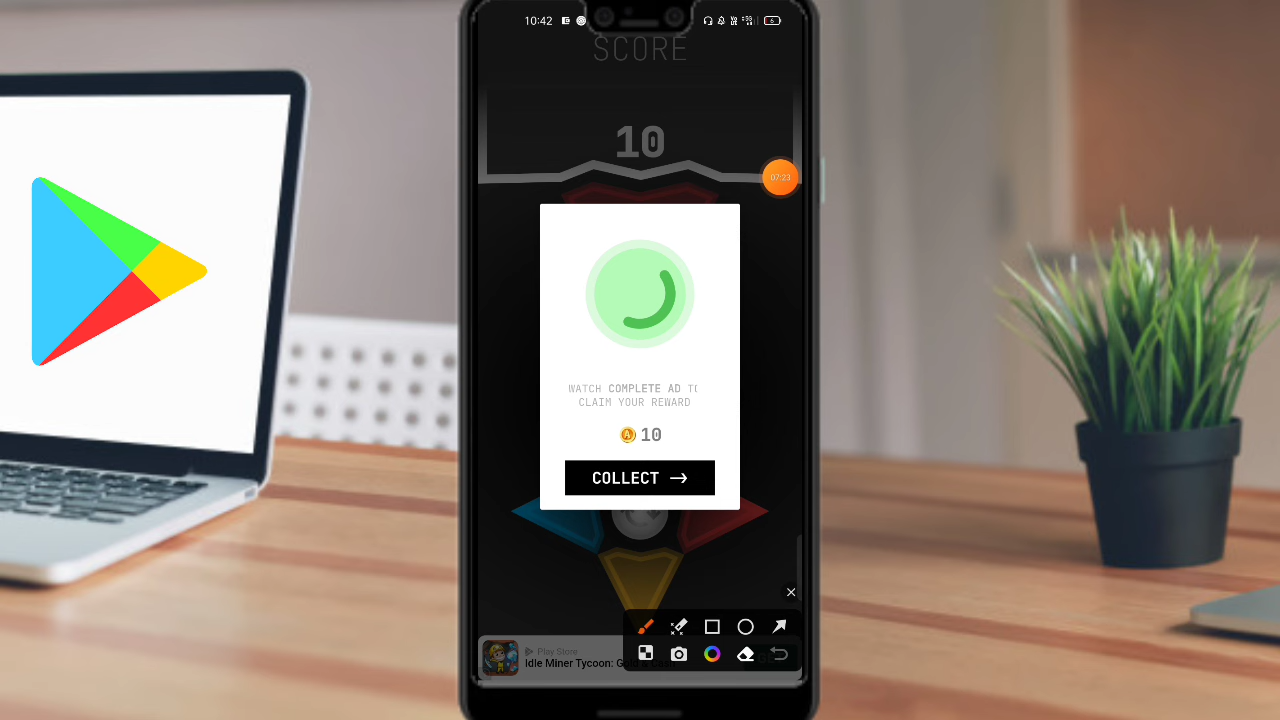 10:42
SCORE
10
07:23
WATCH COMPLETE AD TO
CLAIM YOUR REWARD
10
COLLECT →
Play Store
Idle Miner Tycoon: